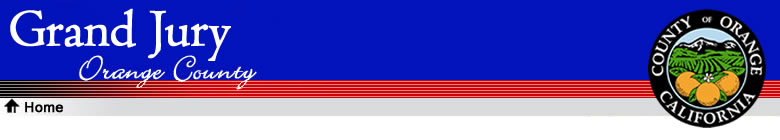 Grand Jury
Orange County
COUNTY OF ORANGE
CALIFORNIA
Home